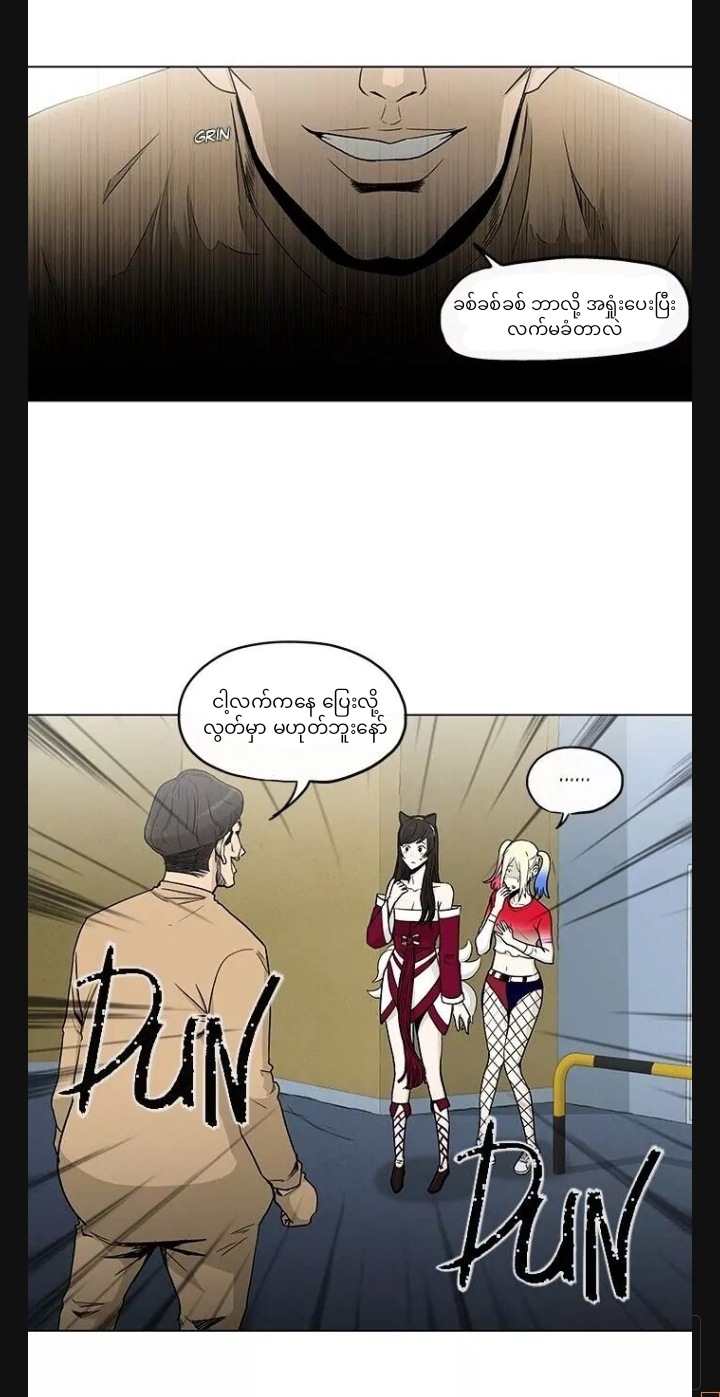 GRIN
ခစ်ခစ်ခစ် ဘာလို့ အရှုံးပေးပြီး
လက်မခံတာလဲ
ငါ့လက်ကနေ ပြေးလို့
လွတ်မှာ မဟုတ်ဘူးနော်
......
DUN
DUN